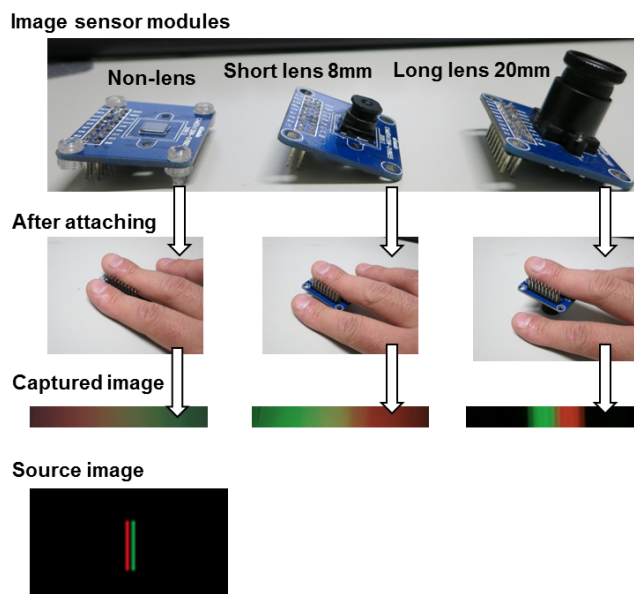 Image sensor modules
Non-lens
Short lens 8mm
Long lens 20mm
After attaching
Captured image
Source image